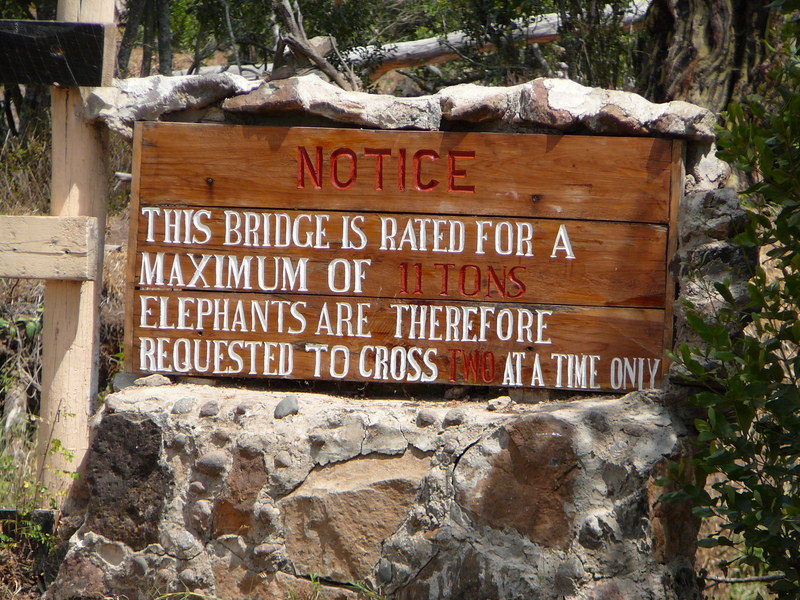 NOTICE
THIS BRIDGE IS RATED FOR A
MAXIMUM OF 11 TONS
ELEPHANTS ARE THEREFORE
REQUESTED TO CROSS TWO AT A TIME ONLY